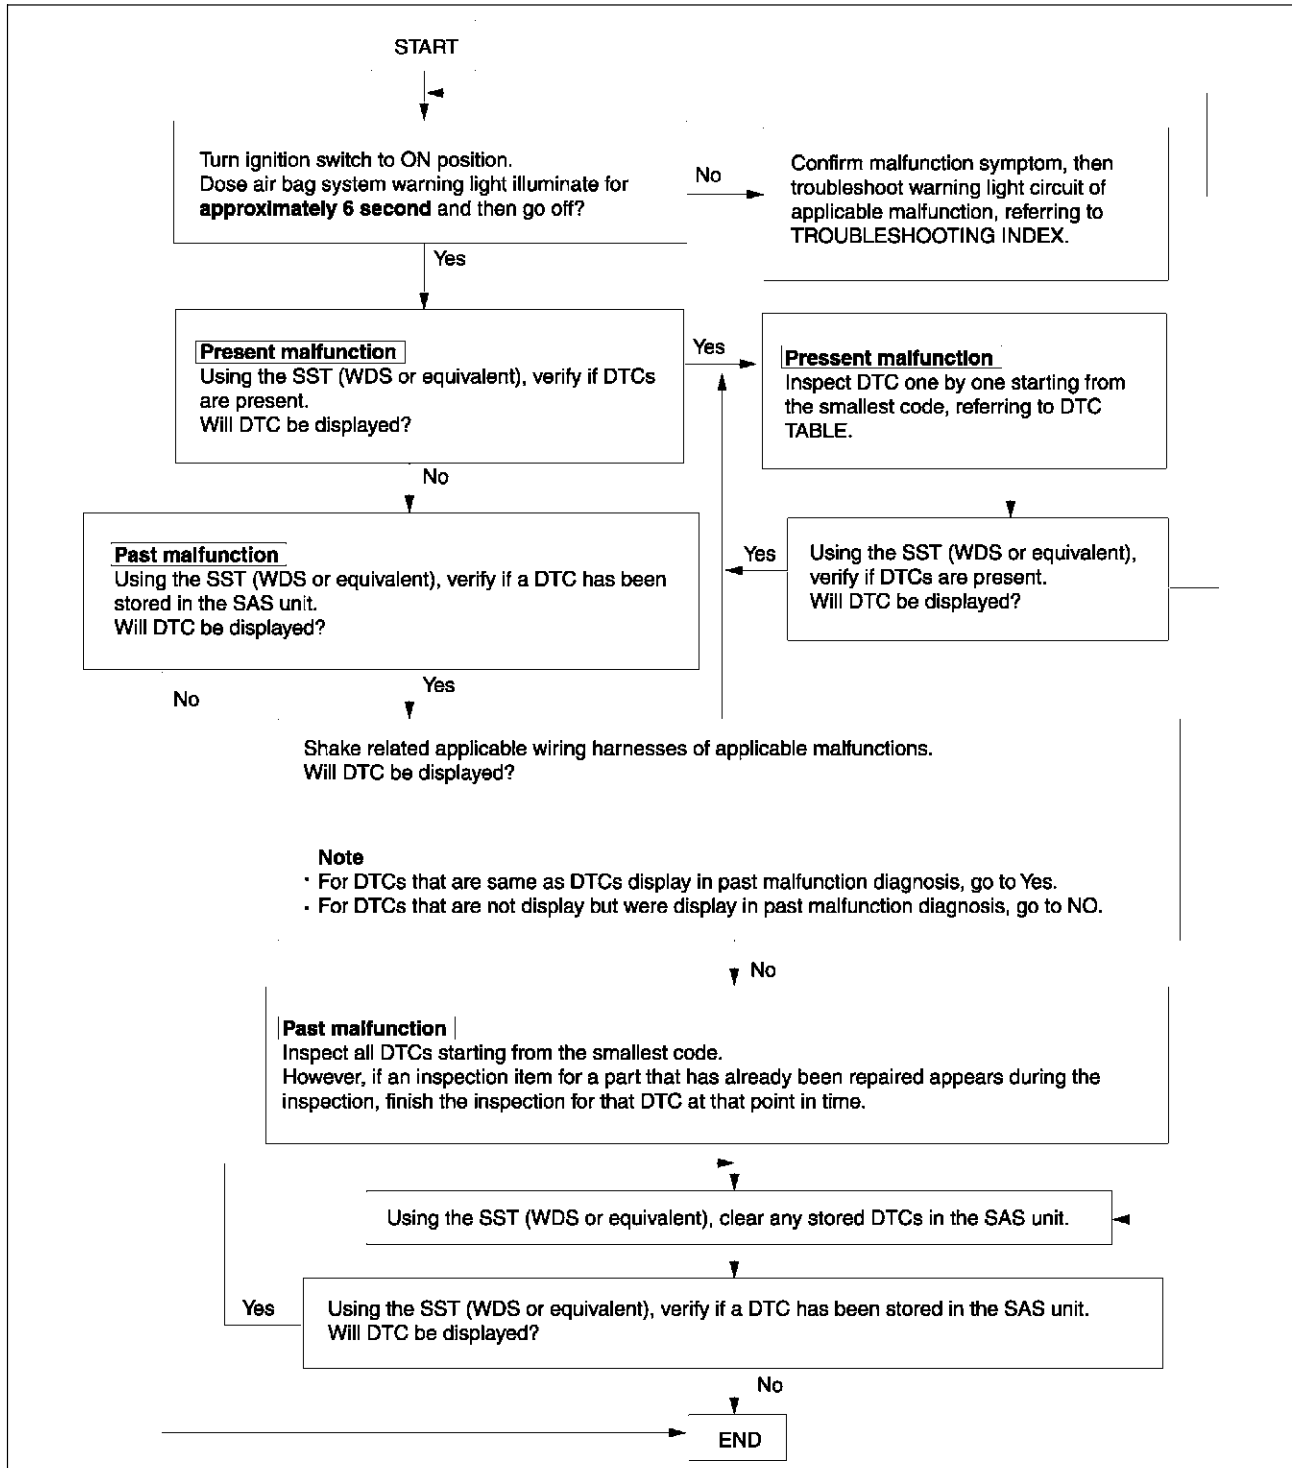 START
Turn ignition switch to ON position.
Dose air bag system warning light illuminate for
approximately 6 second and then go off?
No
Confirm malfunction symptom, then
troubleshoot warning light circuit of
applicable malfunction, referring to
TROUBLESHOOTING INDEX.
Yes
Present malfunction
Using the SST (WDS or equivalent), verify if DTCs
are present.
Will DTC be displayed?
Yes
Pressent malfunction
Inspect DTC one by one starting from
the smallest code, referring to DTC
TABLE.
No
Past malfunction
Using the SST (WDS or equivalent), verify if a DTC has been
stored in the SAS unit.
Will DTC be displayed?
Yes
Using the SST (WDS or equivalent),
verify if DTCs are present.
Will DTC be displayed?
No
Yes
Shake related applicable wiring harnesses of applicable malfunctions.
Will DTC be displayed?
Note
· For DTCs that are same as DTCs display in past malfunction diagnosis, go to Yes.
· For DTCs that are not display but were display in past malfunction diagnosis, go to NO.
No
Past malfunction
Inspect all DTCs starting from the smallest code.
However, if an inspection item for a part that has already been repaired appears during the
inspection, finish the inspection for that DTC at that point in time.
Using the SST (WDS or equivalent), clear any stored DTCs in the SAS unit.
Yes
Using the SST (WDS or equivalent), verify if a DTC has been stored in the SAS unit.
Will DTC be displayed?
No
END